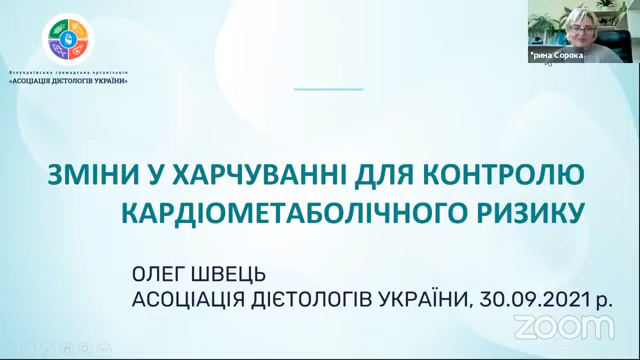 Всеукраїнська громадська організація
«АСОЦІАЦІЯ ДІЄТОЛОГІВ УКРАЇНИ»
*рина Сорока
ЗМІНИ У ХАРЧУВАННІ ДЛЯ КОНТРОЛЮ
КАРДІОМЕТАБОЛІЧНОГО РИЗИКУ
ОЛЕГ ШВЕЦЬ
АСОЦІАЦІЯ ДІЄТОЛОГІВ УКРАЇНИ, 30.09.2021 р.
zoom